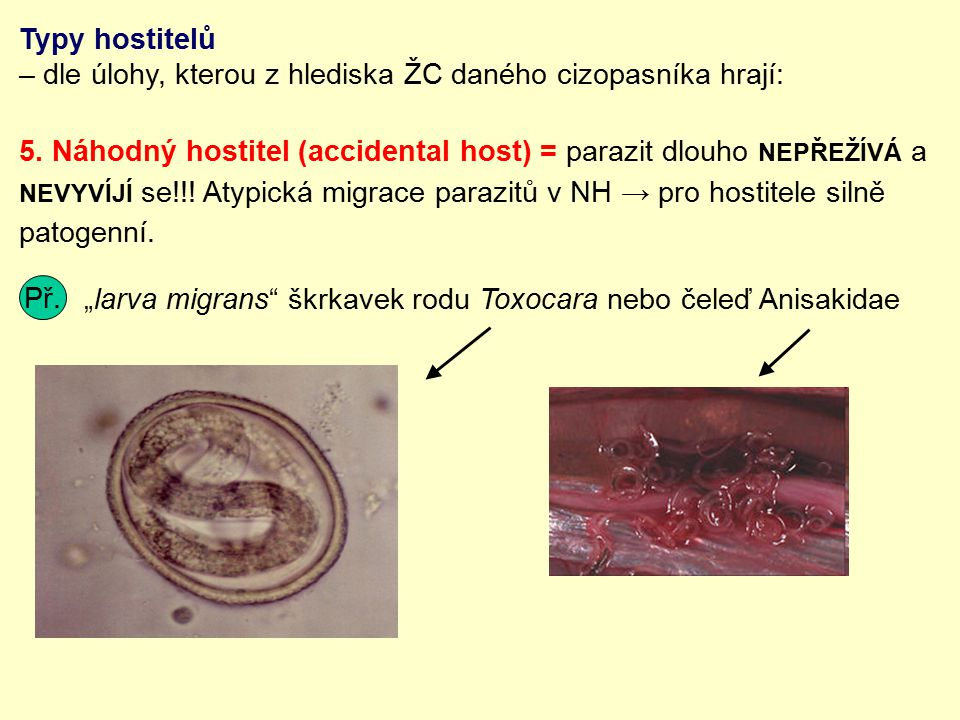 Typy hostitelů
– dle úlohy, kterou z hlediska ŽC daného cizopasníka hrají:
5. Náhodný hostitel (accidental host) = parazit dlouho NEPŘEŽÍVÁ a
NEVYVÍJÍ se!!! Atypická migrace parazitů v NH → pro hostitele silně
patogenní.
Př. „larva migrans“ škrkavek rodu Toxocara nebo čeleď Anisakidae